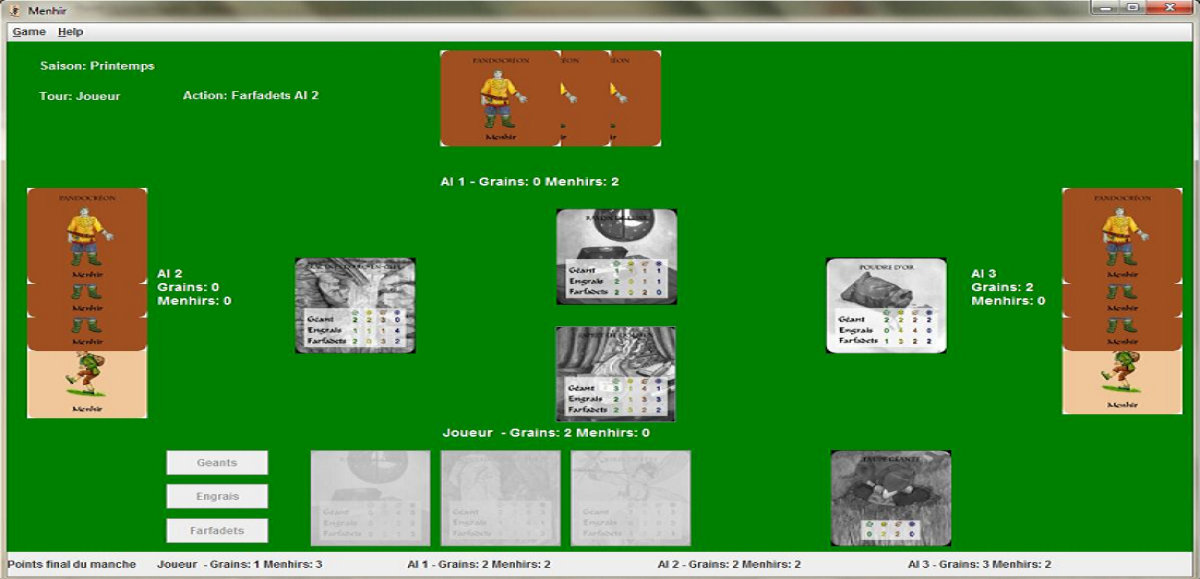 Menhir
Game Help
Saison: Printemps
Tour: Joueur Action: Farfadets AI 2
PANDOCRÉON
Menhir
AI 1 - Grains: 0 Menhirs: 2
PANDOCRÉON
Menhir
Menhir
Menhir
Menhir
AI 2
Grains: 0
Menhirs: 0
Géant 2 2 3 0
Engrais 1 1 1 4
Farfadets 2 0 3 2
Géant 1 1 1 1
Engrais 2 0 1 1
Farfadets 2 0 2 0
Géant 3 1 4 1
Engrais 2 1 3 3
Farfadets 2 3 2 2
POUDRE D'OR
Géant 2 2 2 2
Engrais 0 4 4 0
Farfadets 1 3 2 2
AI 3
Grains: 2
Menhirs: 0
PANDOCRÉON
Menhir
Menhir
Menhir
Menhir
Joueur - Grains: 2 Menhirs: 0
Geants
Engrais
Farfadets
Géant
Engrais
Farfadets
Géant
Engrais
Farfadets
Géant
Engrais
Farfadets
TAUPE GÉANTE
0 2 2 0
Points final du manche Joueur - Grains: 1 Menhirs: 3 AI 1 - Grains: 2 Menhirs: 2 AI 2 - Grains: 2 Menhirs: 2 AI 3 - Grains: 3 Menhirs: 2